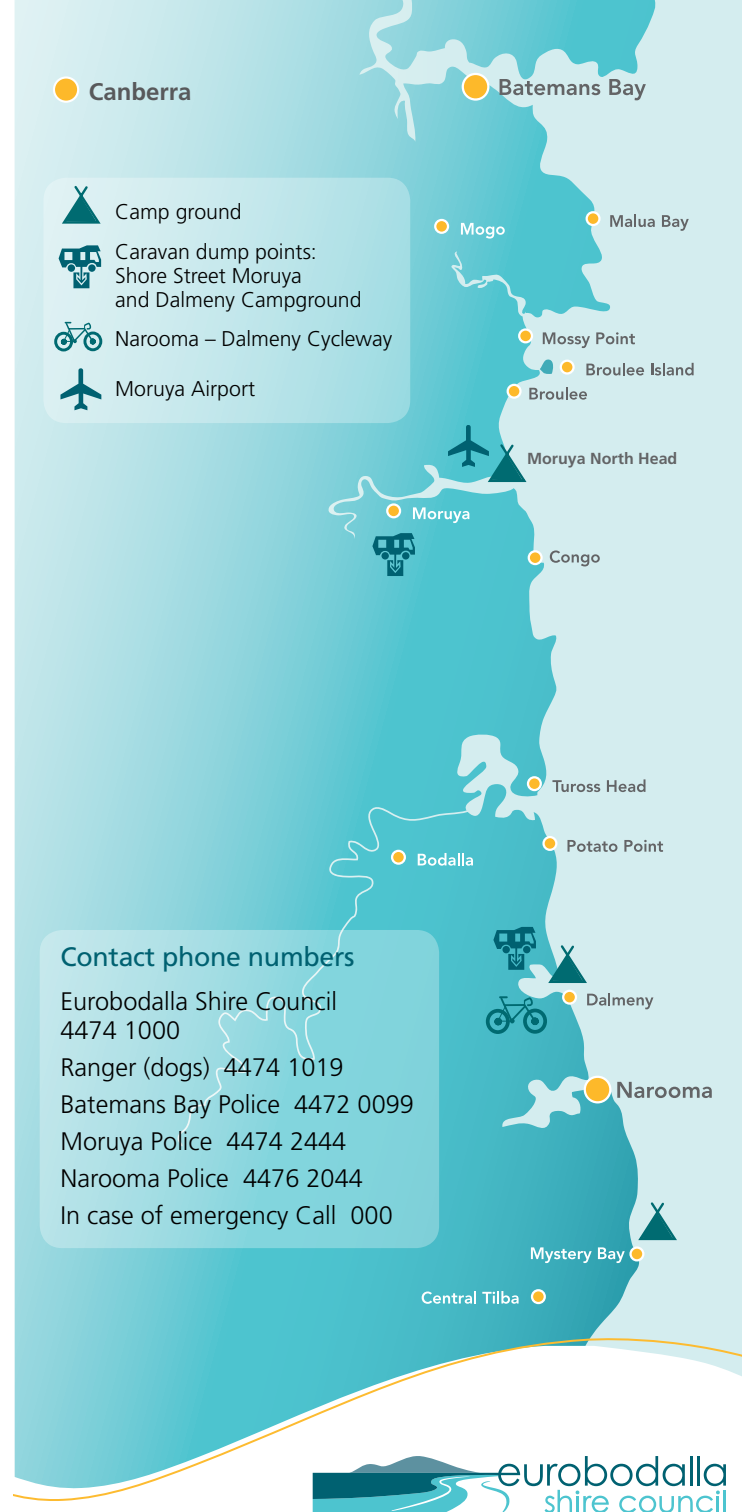 Canberra
Batemans Bay
Camp ground
Caravan dump points:
Shore Street Moruya
and Dalmeny Campground
Narooma – Dalmeny Cycleway
Moruya Airport
Mogo
Malua Bay
Mossy Point
Broulee Island
Broulee
Moruya North Head
Moruya
Congo
Tuross Head
Potato Point
Bodalla
Dalmeny
Narooma
Contact phone numbers
Eurobodalla Shire Council
4474 1000
Ranger (dogs) 4474 1019
Batemans Bay Police 4472 0099
Moruya Police 4474 2444
Narooma Police 4476 2044
In case of emergency Call 000
Mystery Bay
Central Tilba
eurobodalla
shire council